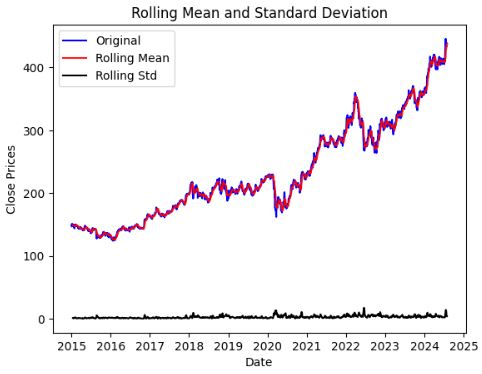 Rolling Mean and Standard Deviation
Original
Rolling Mean
Rolling Std
Close Prices
400
300
200
100
0
2015 2016 2017 2018 2019 2020 2021 2022 2023 2024 2025
Date